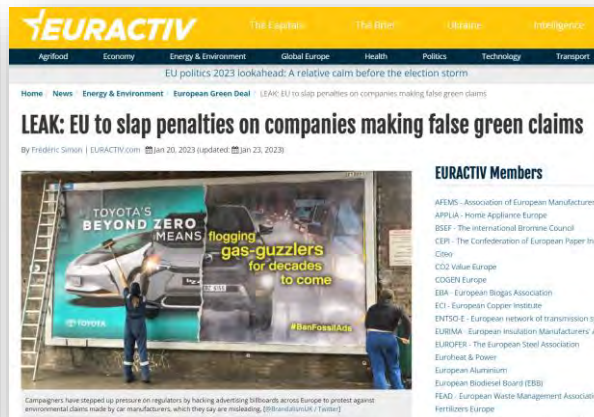 EURACTIV
The Capitals
The Brief
Ukraine
Intelligence
Agrifood Economy Energy & Environment Global Europe Health Politics Technology Transport
EU politics 2023 lookahead: A relative calm before the election storm
Home / News / Energy & Environment / European Green Deal / LEAK: EU to slap penalties on companies making false green claims
LEAK: EU to slap penalties on companies making false green claims
By Frédéric Simon | EURACTIV.com Jan 20, 2023 (updated: Jan 23, 2023)
TOYOTA'S
BEYOND ZERO
MEANS
flogging
gas-guzzlers
for decades
to come
TOYOTA
#BanFossilAds
Campaigners have stepped up pressure on regulators by hacking advertising billboards across Europe to protest against
environmental claims made by car manufacturers, which they say are misleading. [@BrandalismUK / Twitter]
EURACTIV Members
AFEMS - Association of European Manufacturer
APPLiA - Home Appliance Europe
BSEF - The International Bromine Council
CEPI - The Confederation of European Paper In
Citeo
CO2 Value Europe
COGEN Europe
EBA - European Biogas Association
ECI - European Copper Institute
ENTSO-E - European network of transmission s
EURIMA - European Insulation Manufacturers' A
EUROFER - The European Steel Association
Euroheat & Power
European Aluminium
European Biodiesel Board (EBB)
FEAD - European Waste Management Associati
Fertilizers Europe